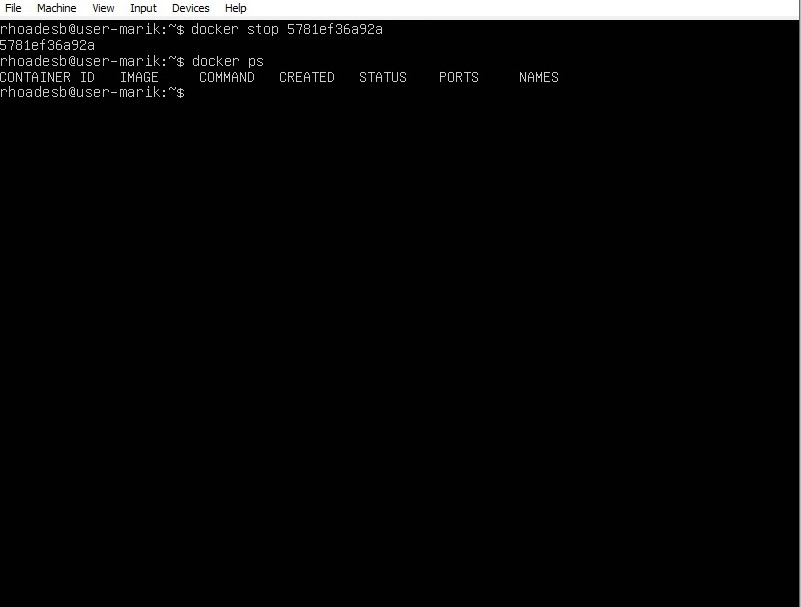 File Machine View Input Devices Help
rhoadesb@user-marik:~$ docker stop 5781ef36a92a
5781ef36a92a
rhoadesb@user-marik:~$ docker ps
CONTAINER ID IMAGE COMMAND CREATED STATUS PORTS NAMES
rhoadesb@user-marik:~$